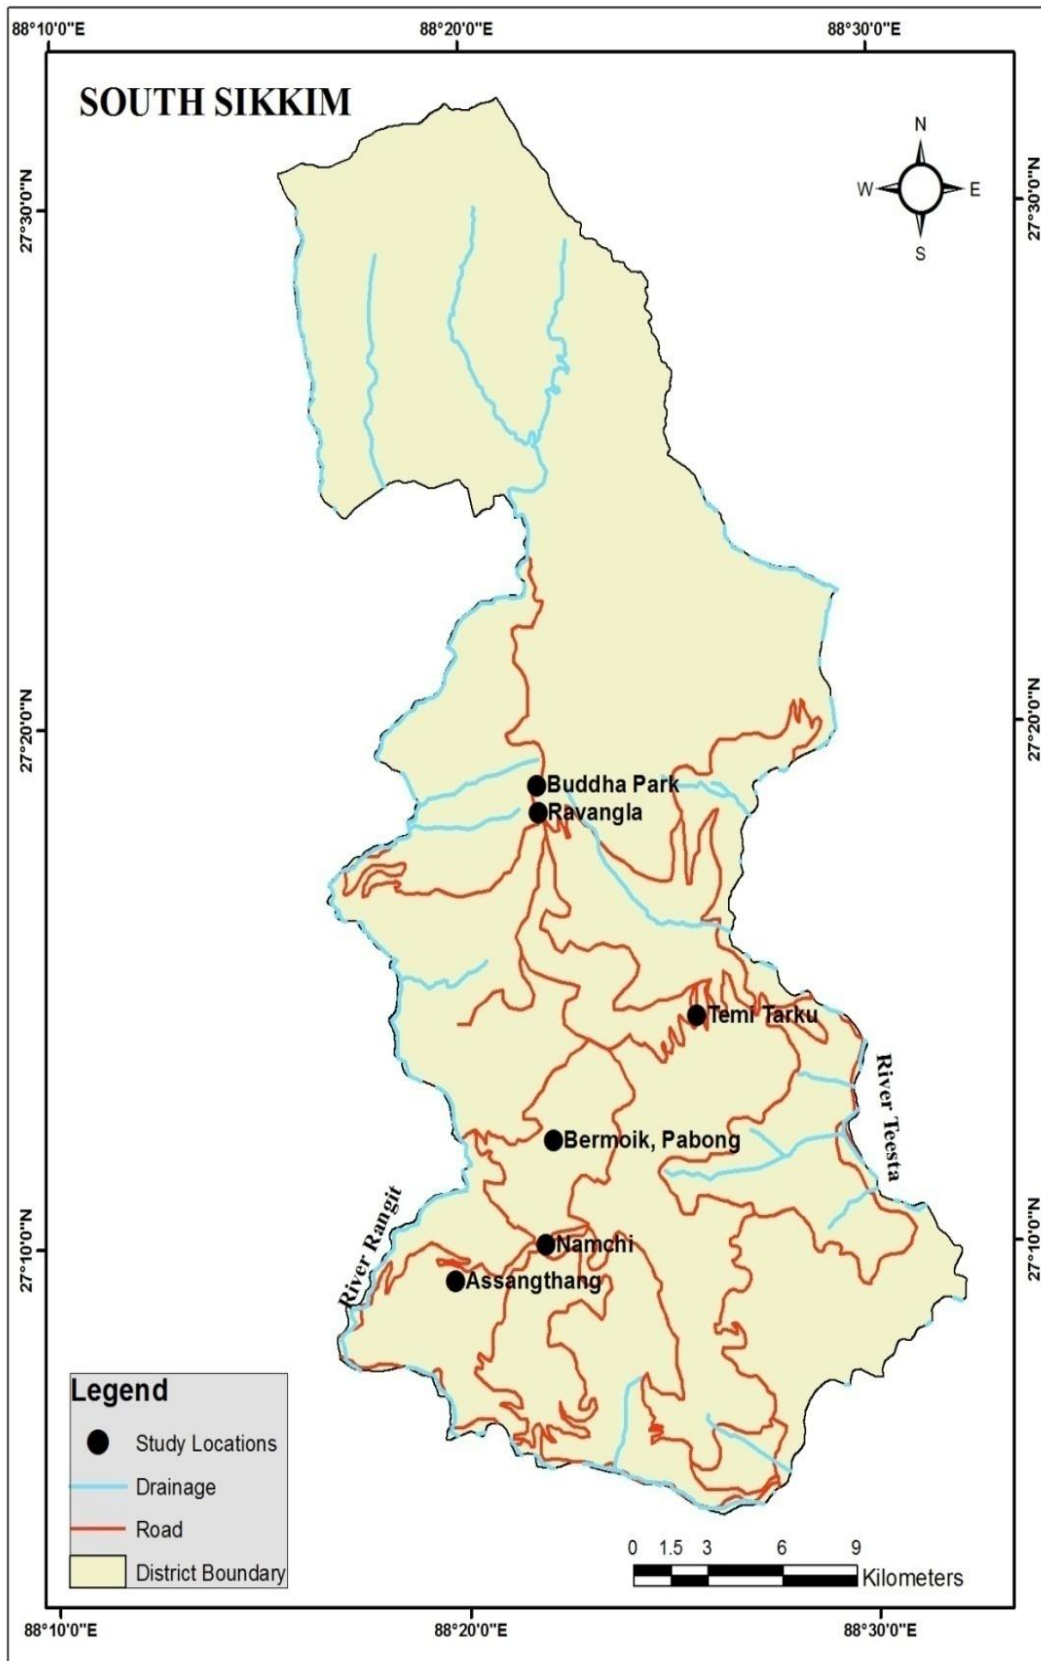 88°10'0"E
88°20'0"E
88°30'0"E
SOUTH SIKKIM
N
W
E
S
27°30'0"N
27°30'0"N
27°20'0"N
27°20'0"N
Buddha Park
Ravangla
Temi Tarku
River Teesta
Bermoik, Pabong
River Rangit
27°10'0"N
27°10'0"N
Namchi
Assangthang
Legend
Study Locations
Drainage
Road
District Boundary
0 1.5 3 6 9
Kilometers
88°10'0"E
88°20'0"E
88°30'0"E